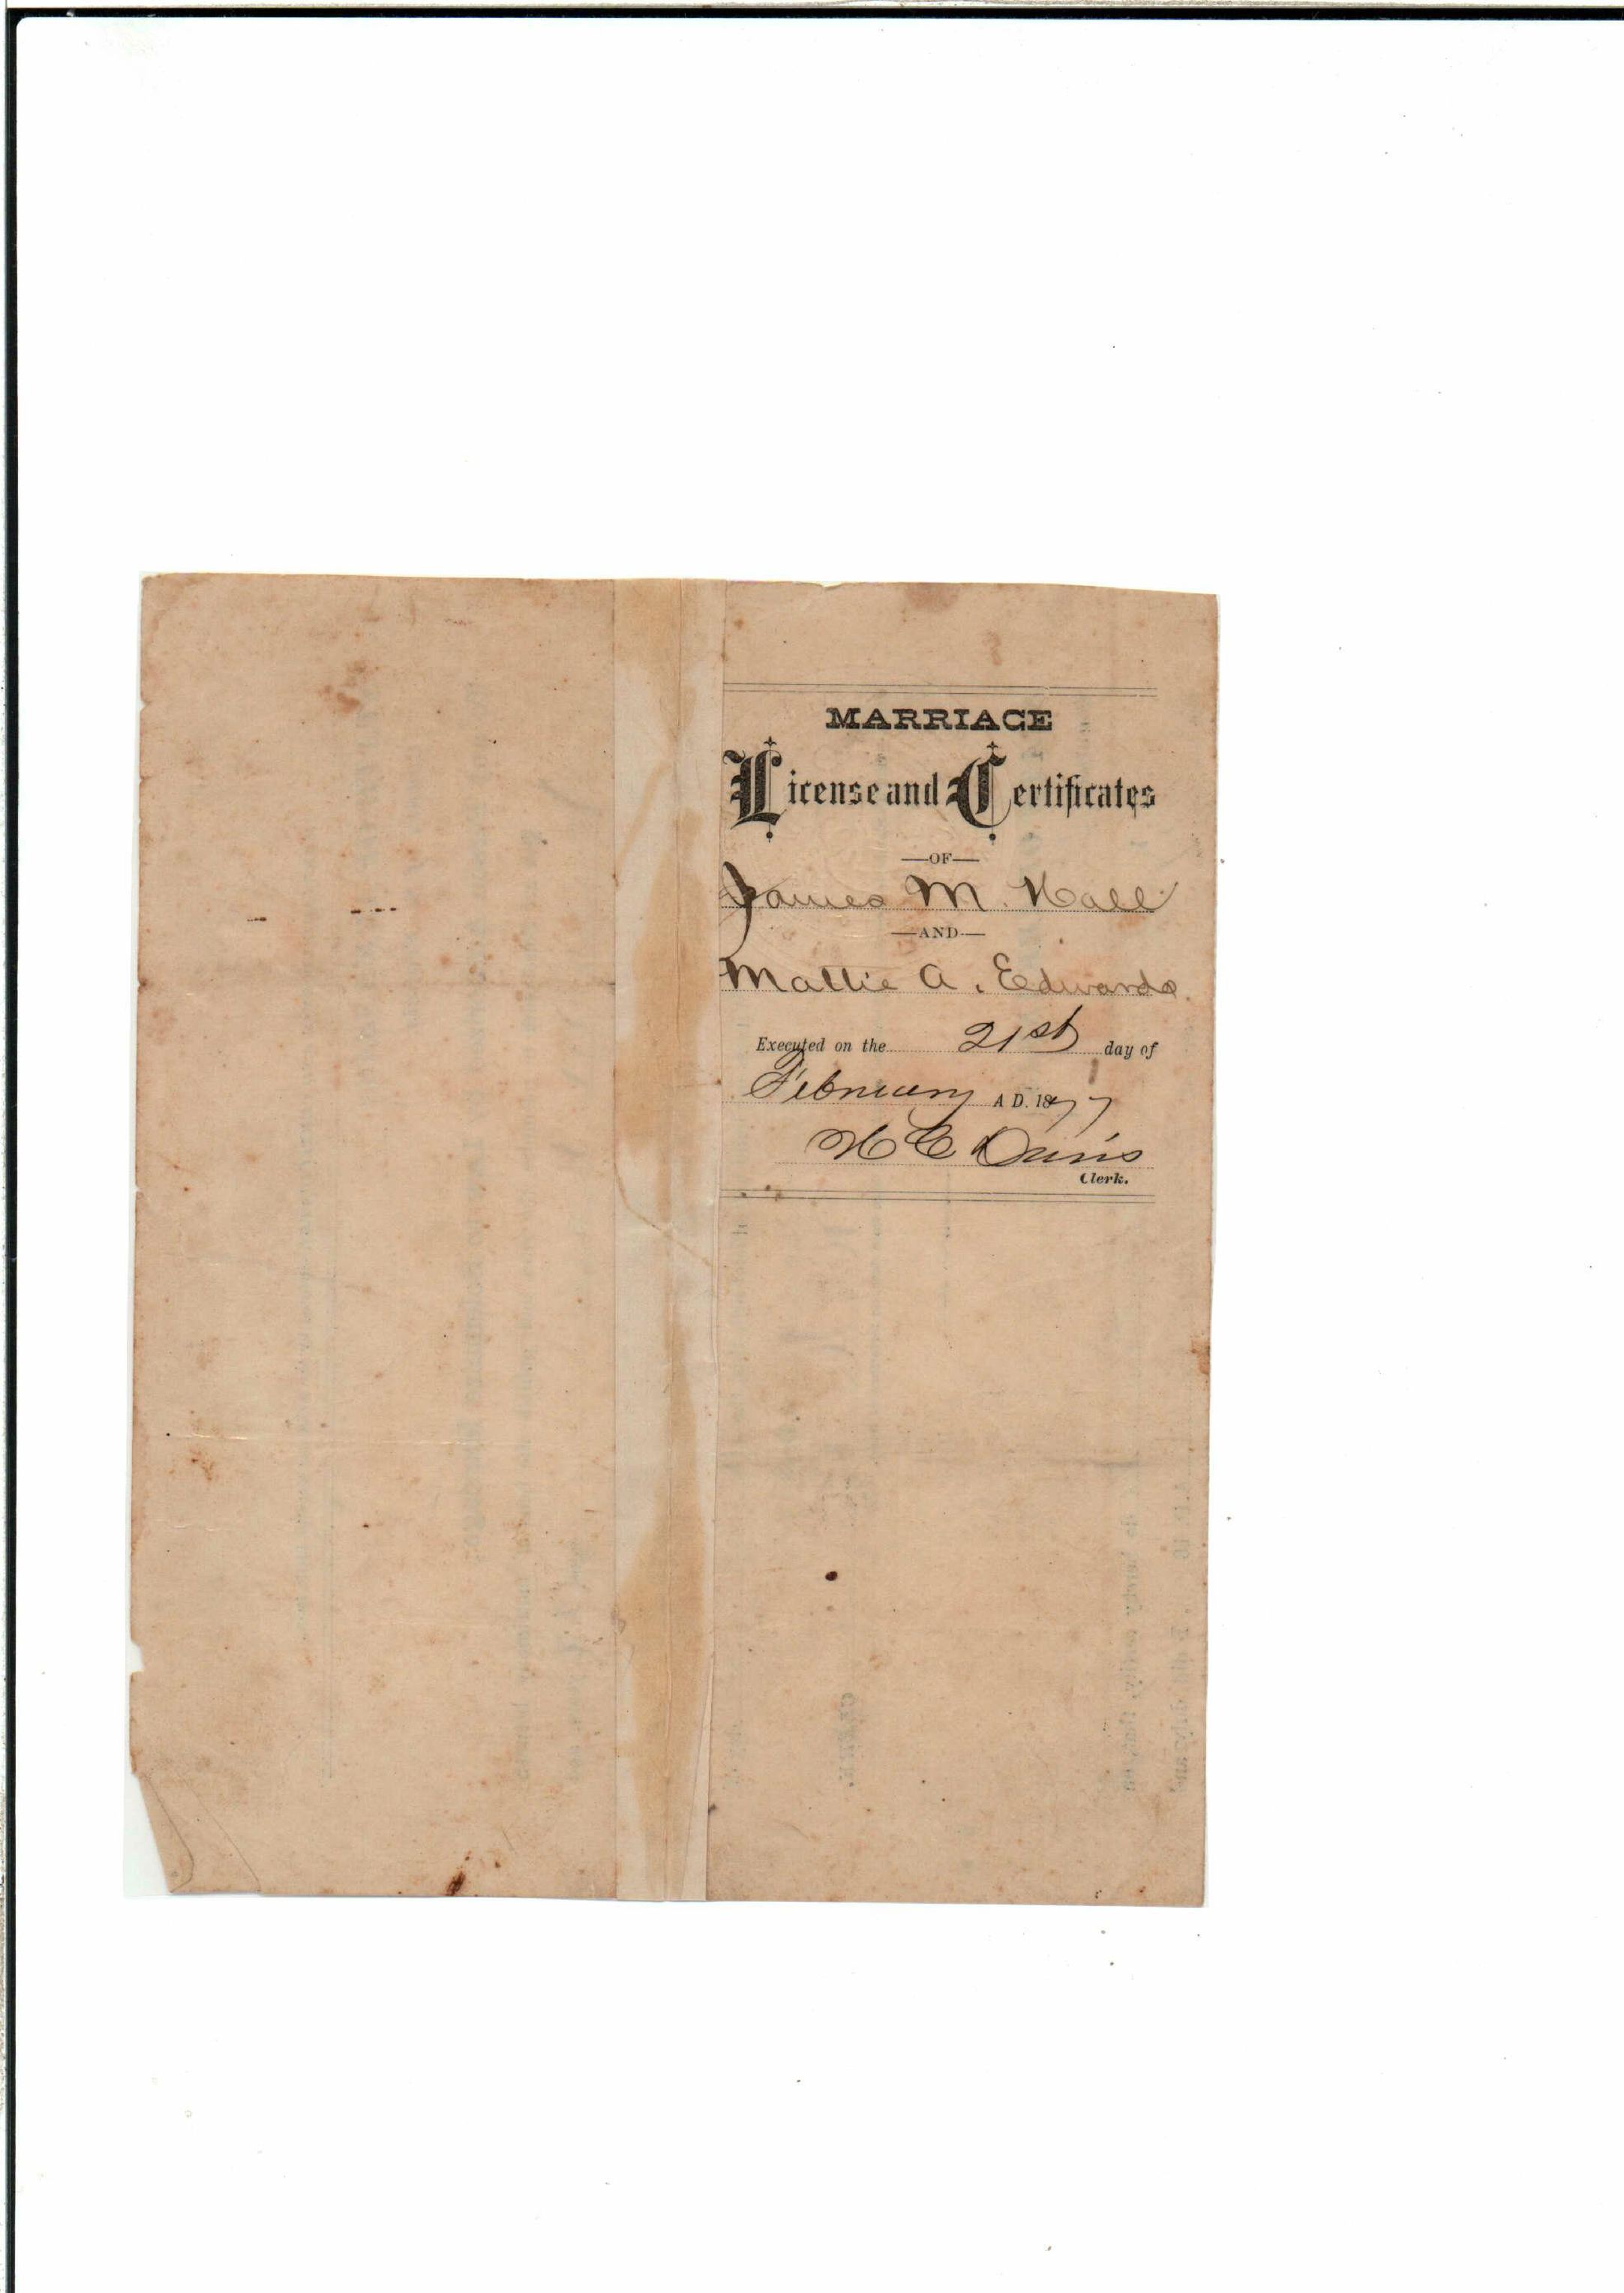 MARRIAGE
License and Certificates
—OF—
James M. Hall
—AND—
Mattie A. Edwards.
Executed on the 21st day of
February A D. 1877
H C Davis
Clerk.